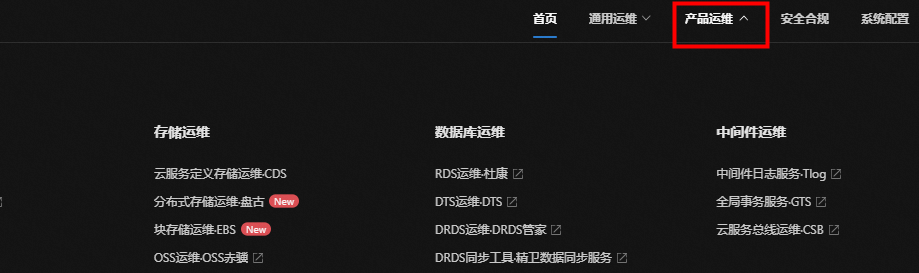 首页 通用运维 产品运维 安全合规 系统配置
存储运维 数据库运维 中间件运维
云服务定义存储运维-CDS RDS运维-杜康 中间件日志服务-Tlog
分布式存储运维-盘古 New DTS运维-DTS 全局事务服务-GTS
块存储运维-EBS New DRDS运维-DRDS管家 云服务总线运维-CSB
OSS运维-OSS赤骥 DRDS同步工具-精卫数据同步服务